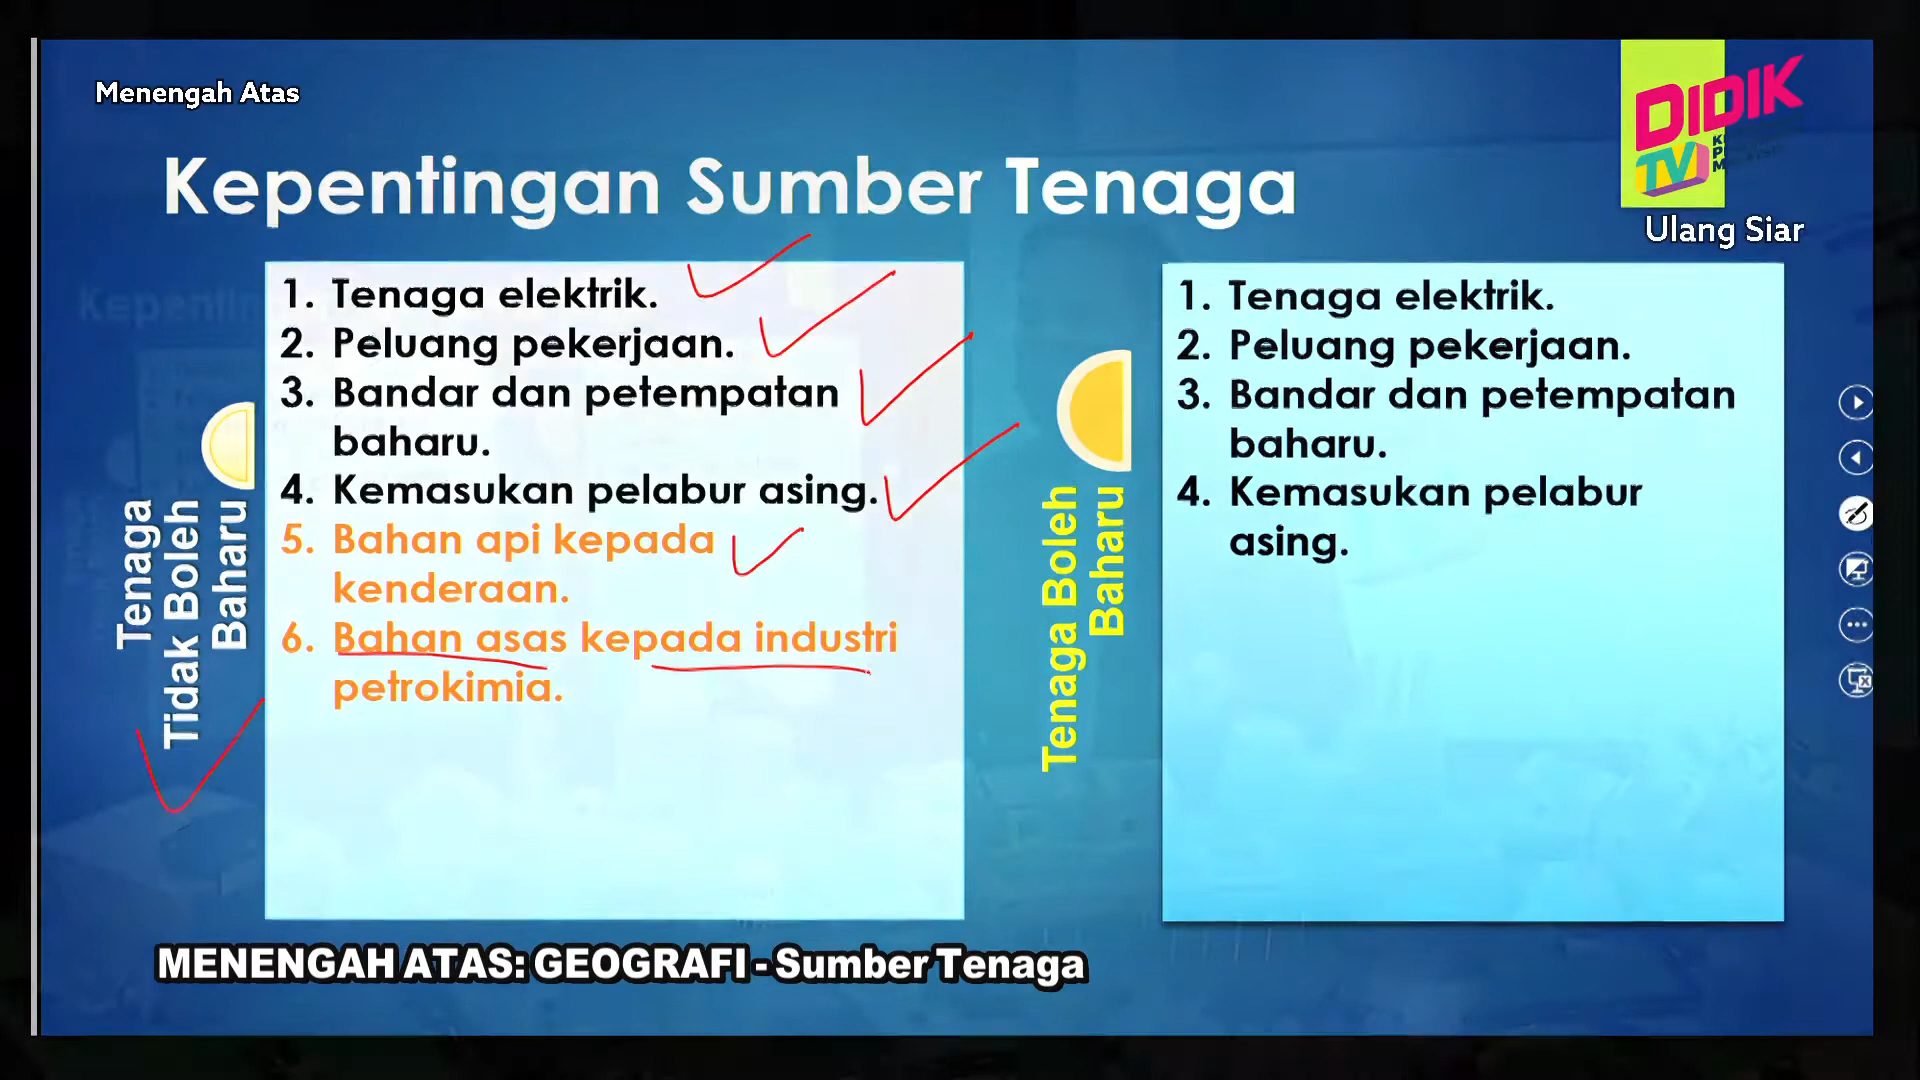 Menengah Atas
DIDIK
TV
Ulang Siar
Kepentingan Sumber Tenaga
Tenaga
Tidak Boleh
Baharu
1. Tenaga elektrik.
2. Peluang pekerjaan.
3. Bandar dan petempatan
baharu.
4. Kemasukan pelabur asing.
5. Bahan api kepada
kenderaan.
6. Bahan asas kepada industri
petrokimia.
Tenaga Boleh
Baharu
1. Tenaga elektrik.
2. Peluang pekerjaan.
3. Bandar dan petempatan
baharu.
4. Kemasukan pelabur
asing.
MENENGAH ATAS: GEOGRAFI - Sumber Tenaga